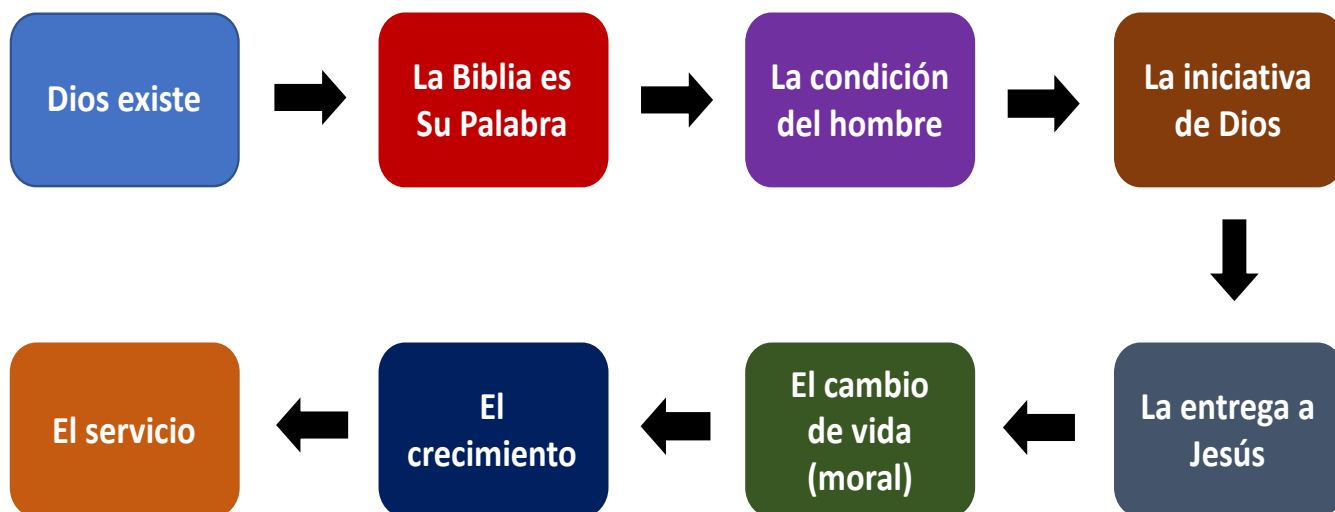 Dios existe
La Biblia es
Su Palabra
La condición
del hombre
La iniciativa
de Dios
La entrega a
Jesús
El cambio
de vida
(moral)
El
crecimiento
El servicio